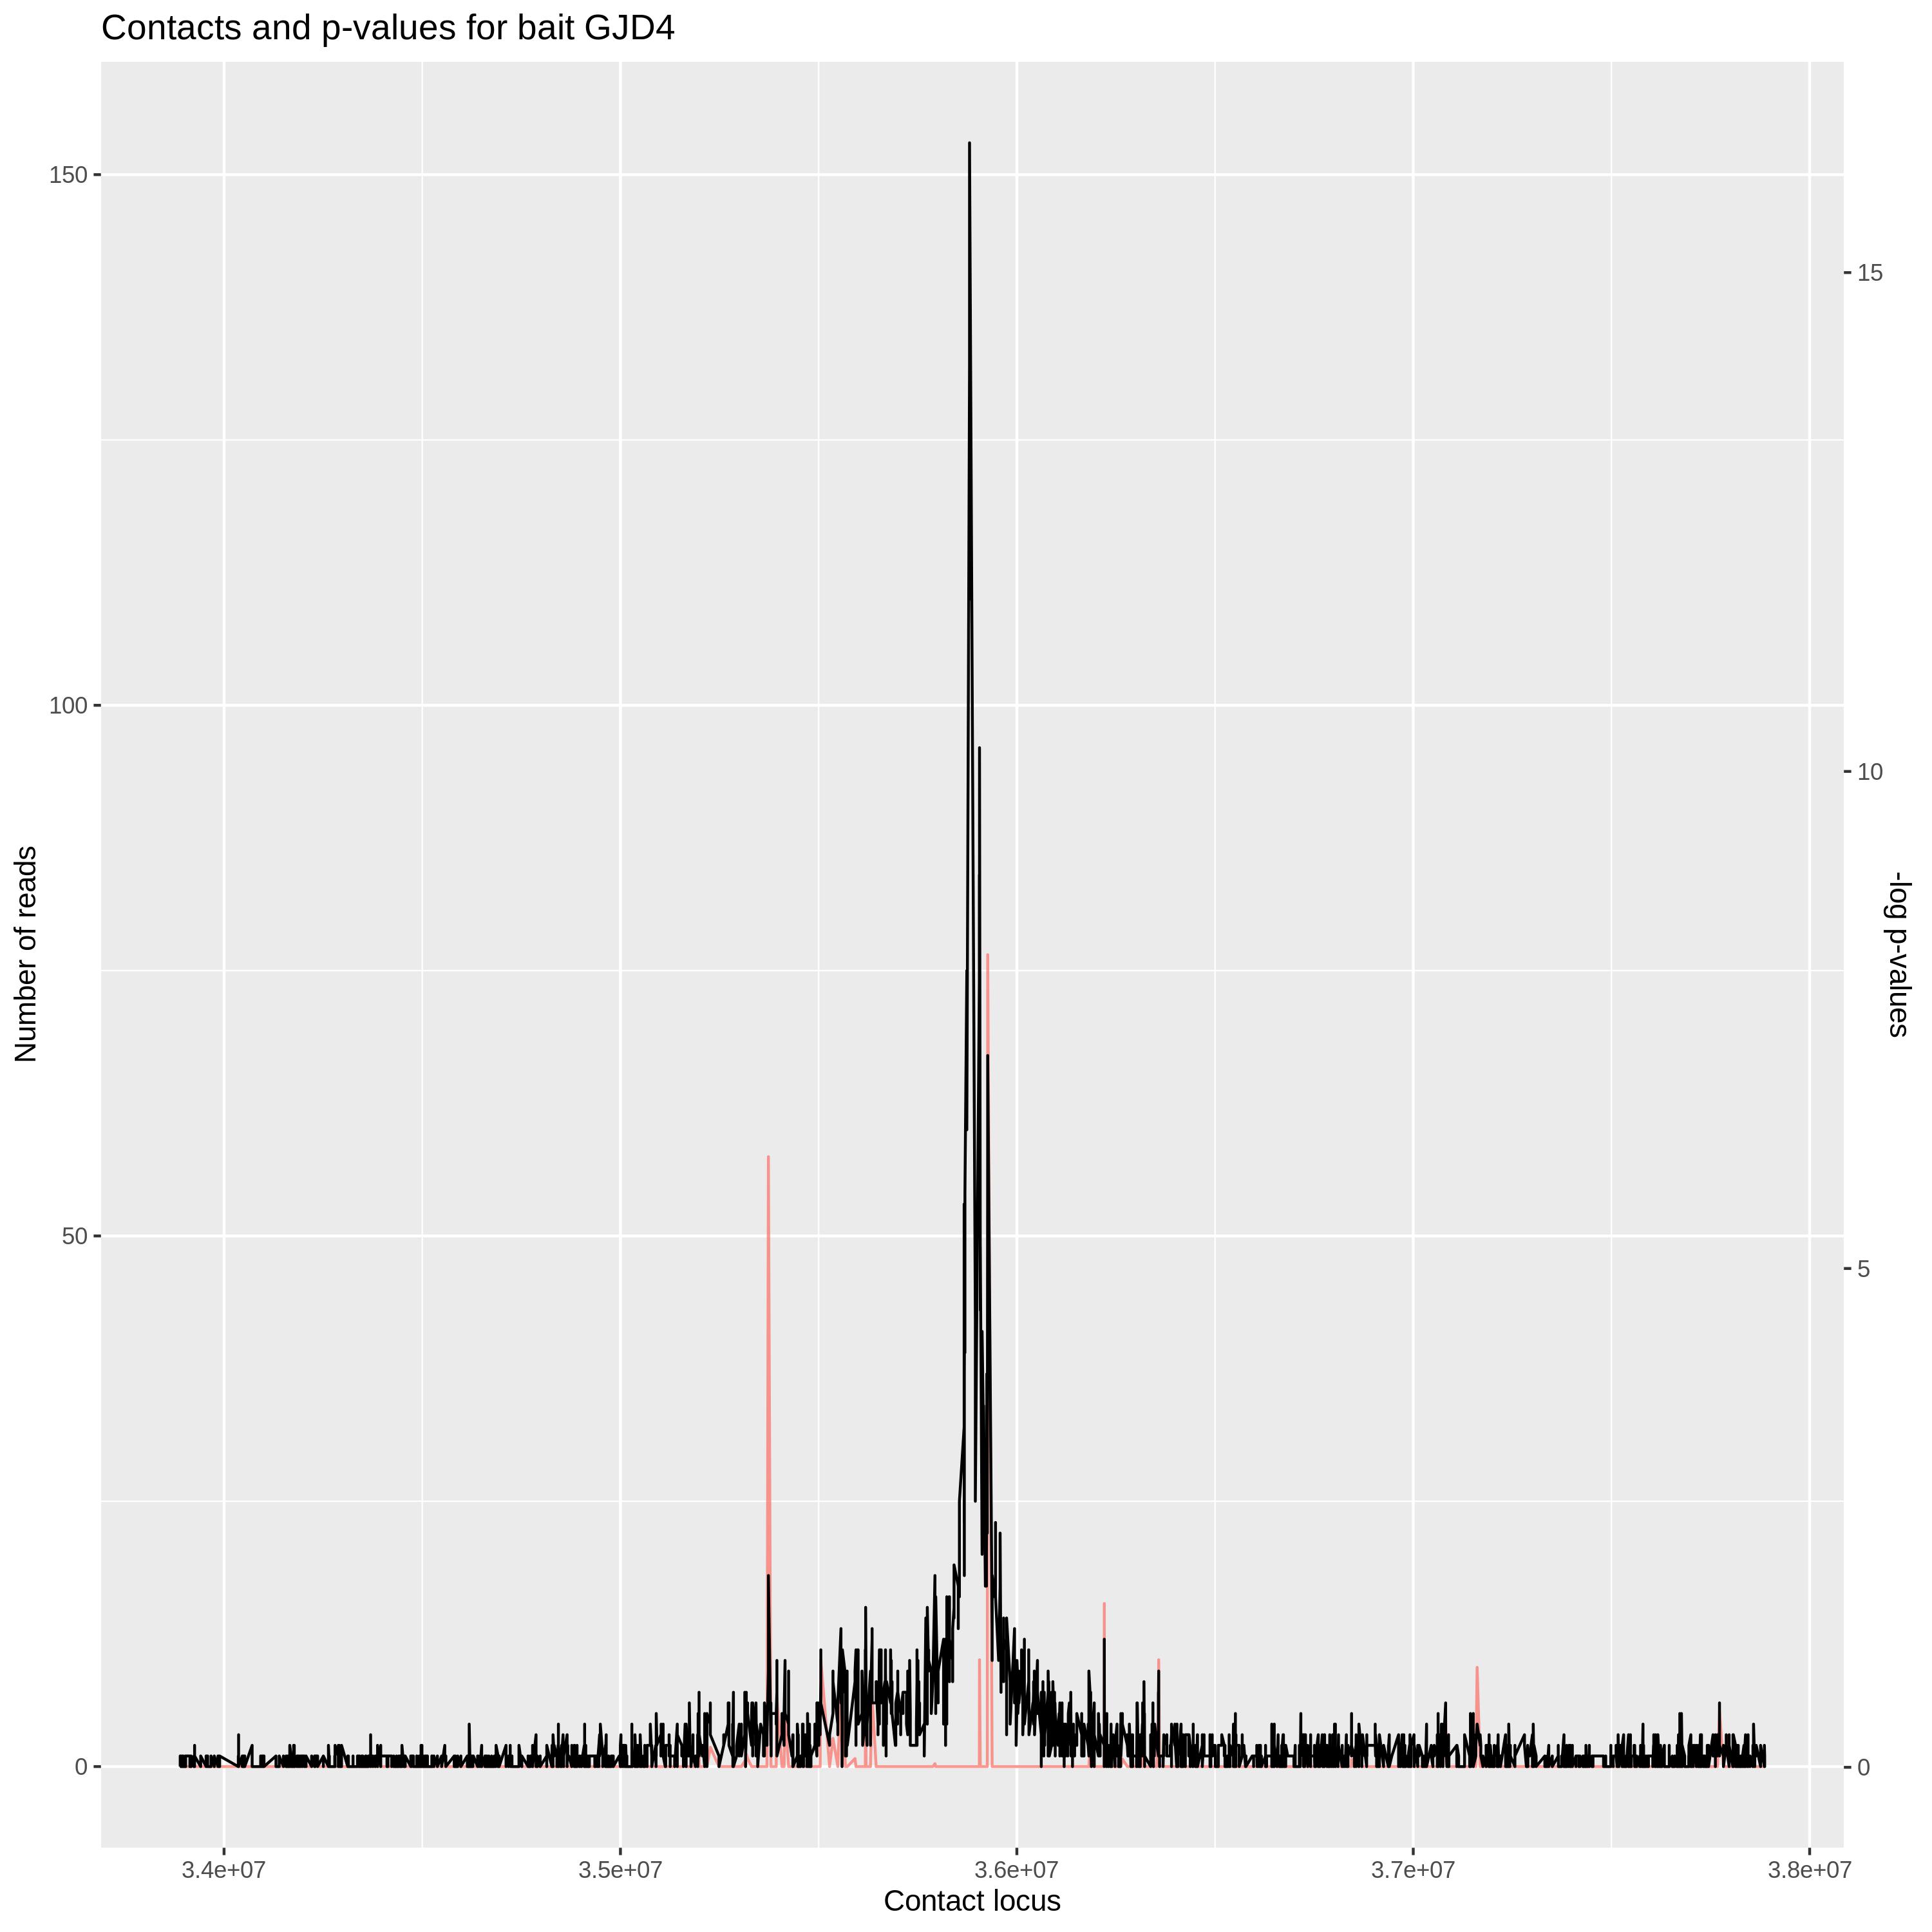 Contacts and p-values for bait GJD4
150
100
50
0
15
10
5
0
Number of reads
-log p-values
3.4e+07
3.5e+07
3.6e+07
3.7e+07
3.8e+07
Contact locus